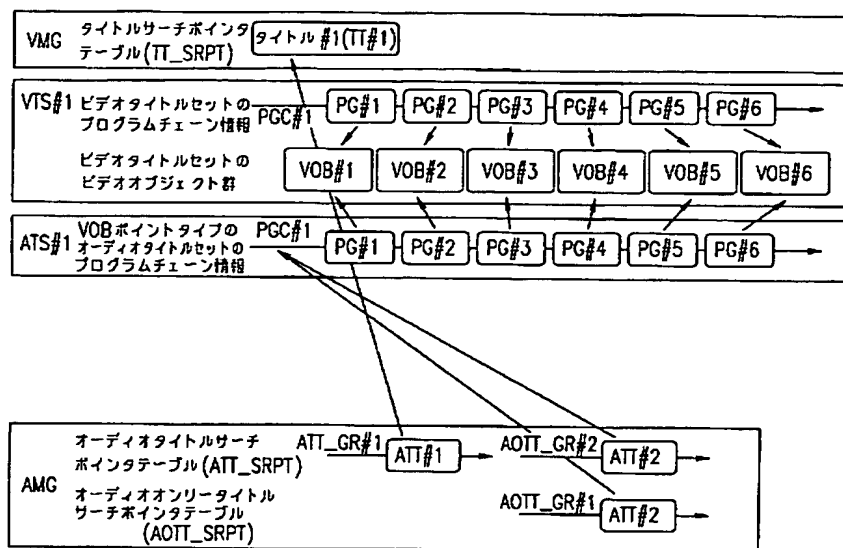 VMG タイトルサーチポインタ
テーブル(TT_SRPT)
タイトル #1(TT#1)
VTS#1 ビデオタイトルセットの
プログラムチェーン情報
PGC#1
PG#1 PG#2 PG#3 PG#4 PG#5 PG#6
ビデオタイトルセットの
ビデオオブジェクト群
VOB#1 VOB#2 VOB#3 VOB#4 VOB#5 VOB#6
ATS#1 VOBポイントタイプの
オーディオタイトルセットの
プログラムチェーン情報
PGC#1
PG#1 PG#2 PG#3 PG#4 PG#5 PG#6
AMG
オーディオタイトルサーチ
ポインタテーブル(ATT_SRPT)
ATT_GR#1 ATT#1 AOTT_GR#2 ATT#2
オーディオオンリータイトル
サーチポインタテーブル
(AOTT_SRPT)
AOTT_GR#1 ATT#2